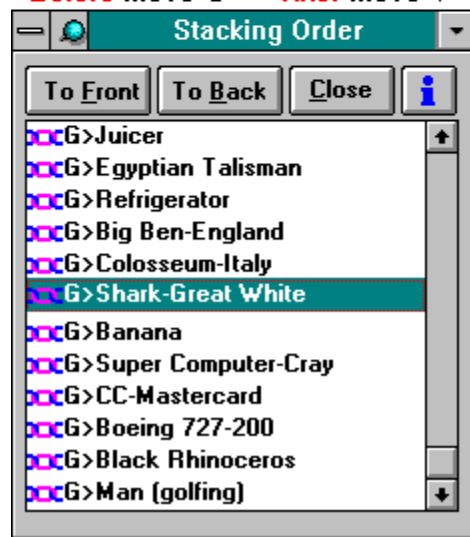 Stacking Order
To Front To Back Close i
G>Juicer
G>Egyptian Talisman
G>Refrigerator
G>Big Ben-England
G>Colosseum-Italy
G>Shark-Great White
G>Banana
G>Super Computer-Cray
G>CC-Mastercard
G>Boeing 727-200
G>Black Rhinoceros
G>Man (golfing)